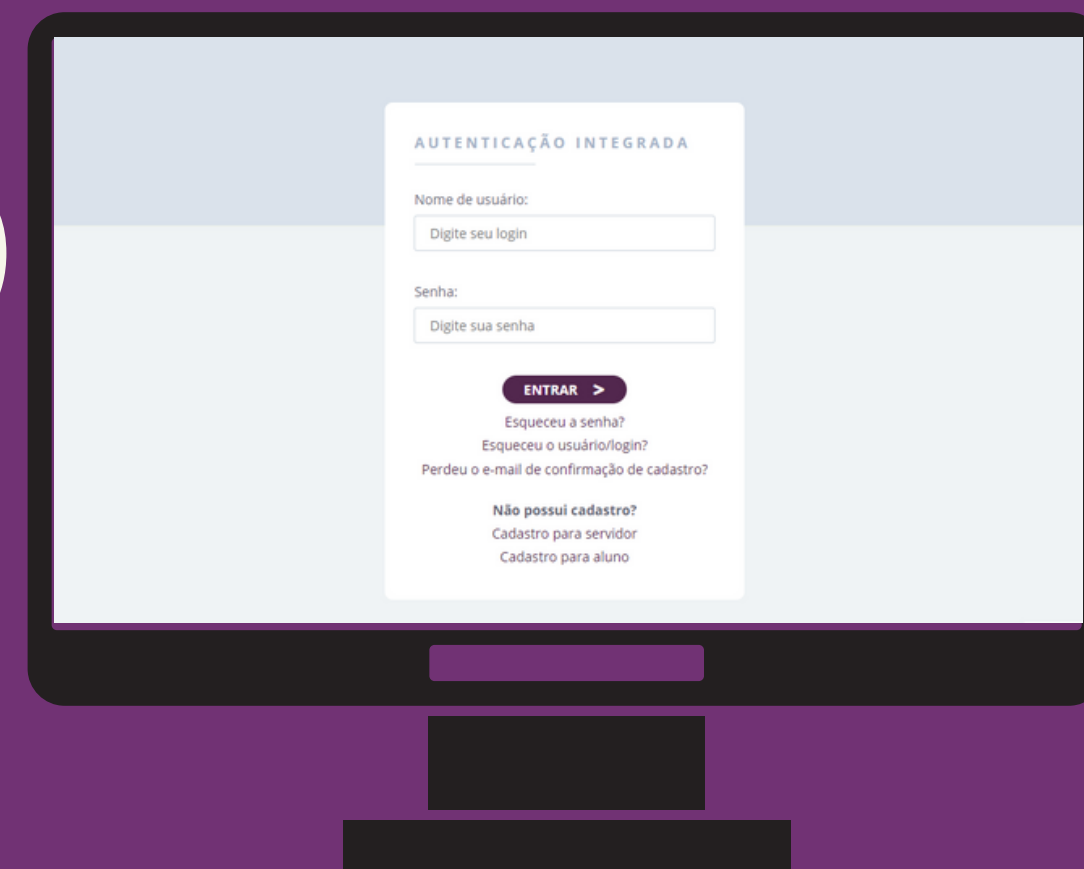 AUTENTICAÇÃO INTEGRADA
Nome de usuário:
Digite seu login
Senha:
Digite sua senha
ENTRAR >
Esqueceu a senha?
Esqueceu o usuário/login?
Perdeu o e-mail de confirmação de cadastro?
Não possui cadastro?
Cadastro para servidor
Cadastro para aluno